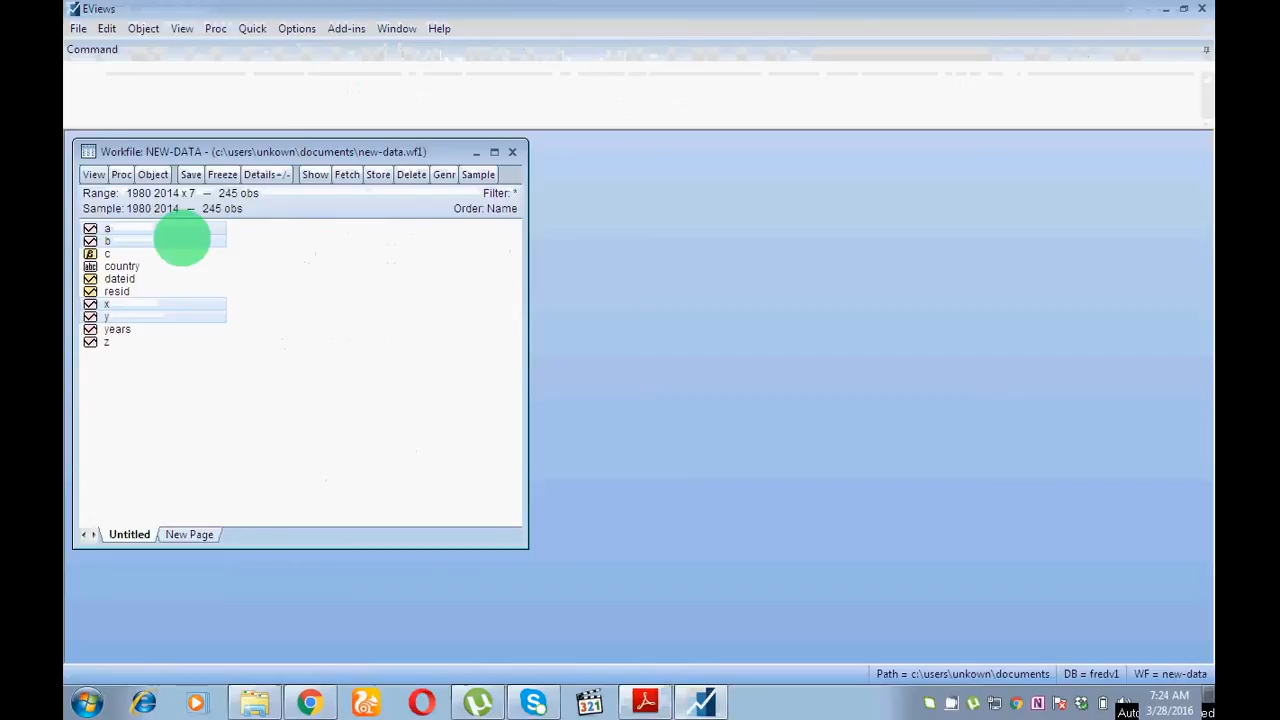 EViews
File Edit Object View Proc Quick Options Add-ins Window Help
Command
Workfile: NEW-DATA - (c:\users\unkown\documents\new-data.wf1)
View Proc Object Save Freeze Details+/- Show Fetch Store Delete Genr Sample
Range: 1980 2014 x 7 – 245 obs Filter: *
Sample: 1980 2014 – 245 obs Order: Name
a
b
c
country
dateid
resid
x
y
years
z
Untitled New Page
Path = c:\users\unkown\documents DB = fredv1 WF = new-data
321
7:24 AM
3/28/2016